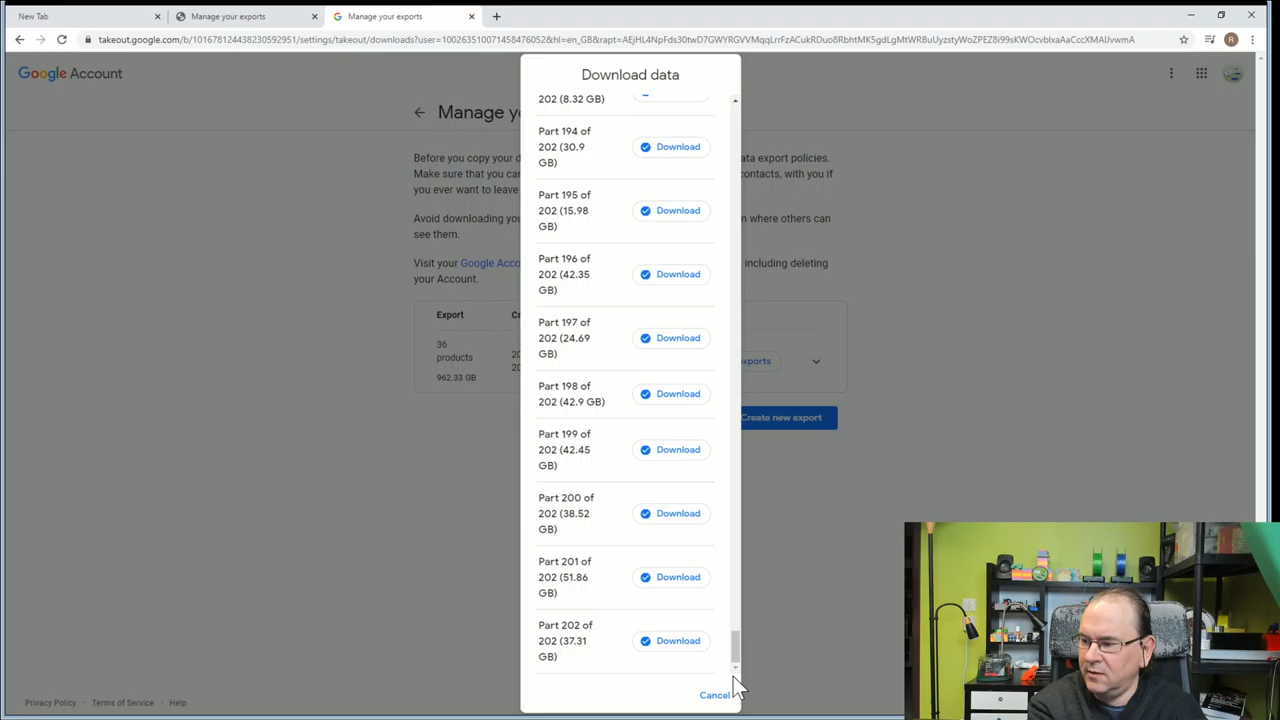 New Tab
Manage your exports
Manage your exports
takeout.google.com/b/101678124438230592951/settings/takeout/downloads?user=100263510071458476052&hl=en_GB&rapt=
Google Account
Manage yo
Before you copy your d
Make sure that you can
you ever want to leave
ata export policies.
contacts, with you if
Avoid downloading you
see them.
m where others can
Visit your Google Acco
your Account.
including deleting
Export
36
products
962.33 GB
exports
Create new export
Download data
202 (8.32 GB)
Part 194 of
202 (30.9
GB)
Download
Part 195 of
202 (15.98
GB)
Download
Part 196 of
202 (42.35
GB)
Download
Part 197 of
202 (24.69
GB)
Download
Part 198 of
202 (42.9 GB)
Download
Part 199 of
202 (42.45
GB)
Download
Part 200 of
202 (38.52
GB)
Download
Part 201 of
202 (51.86
GB)
Download
Part 202 of
202 (37.31
GB)
Download
Cancel
Privacy Policy · Terms of Service · Help